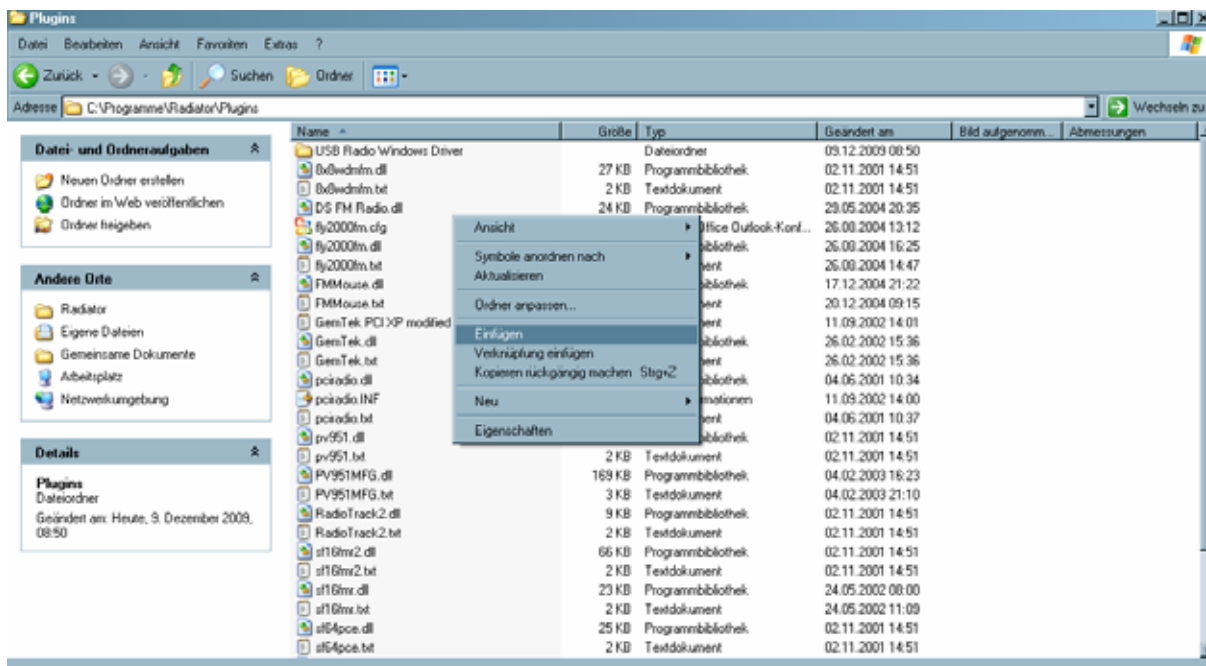 Plugins
Datei Bearbeiten Ansicht Favoriten Extras ?
Zurück Suchen Ordner
Adresse C:\Programme\Radiator\Plugins Wechseln zu
Datei- und Ordneraufgaben
Neuen Ordner erstellen
Ordner im Web veröffentlichen
Ordner freigeben
Andere Orte
Radiator
Eigene Dateien
Gemeinsame Dokumente
Arbeitsplatz
Netzwerkumgebung
Details
Plugins
Dateiordner
Geändert am: Heute, 9. Dezember 2009,
08:50
Name Größe Typ Geändert am Bild aufgenomm... Abmessungen
USB Radio Windows Driver Dateiordner 09.12.2009 08:50
8x8wdmfm.dll 27 KB Programmbibliothek 02.11.2001 14:51
8x8wdmfm.txt 2 KB Textdokument 02.11.2001 14:51
DS FM Radio.dll 24 KB Programmbibliothek 29.05.2004 20:35
fly2000fm.cfg Office Outlook-Konf... 26.08.2004 13:12
fly2000fm.dll bibliothek 26.08.2004 16:25
fly2000fm.txt ment 26.08.2004 14:47
FMMouse.dll bibliothek 17.12.2004 21:22
FMMouse.txt ment 20.12.2004 09:15
GemTek PCI XP modified ment 11.09.2002 14:01
GemTek.dll bibliothek 26.02.2002 15:36
GemTek.txt ment 26.02.2002 15:36
pciradio.dll bibliothek 04.06.2001 10:34
pciradio.INF mationen 11.09.2002 14:00
pciradio.txt ment 04.06.2001 10:37
pv951.dll bibliothek 02.11.2001 14:51
pv951.txt 2 KB Textdokument 02.11.2001 14:51
PV951MFG.dll 169 KB Programmbibliothek 04.02.2003 16:23
PV951MFG.txt 3 KB Textdokument 04.02.2003 21:10
RadioTrack2.dll 9 KB Programmbibliothek 02.11.2001 14:51
RadioTrack2.txt 2 KB Textdokument 02.11.2001 14:51
sf16fmr2.dll 66 KB Programmbibliothek 02.11.2001 14:51
sf16fmr2.txt 2 KB Textdokument 02.11.2001 14:51
sf16fmr.dll 23 KB Programmbibliothek 24.05.2002 08:00
sf16fmr.txt 2 KB Textdokument 24.05.2002 11:09
sf64pce.dll 25 KB Programmbibliothek 02.11.2001 14:51
sf64pce.txt 2 KB Textdokument 02.11.2001 14:51
Ansicht
Symbole anordnen nach
Aktualisieren
Ordner anpassen...
Einfügen
Verknüpfung einfügen
Kopieren rückgängig machen Strg+Z
Neu
Eigenschaften